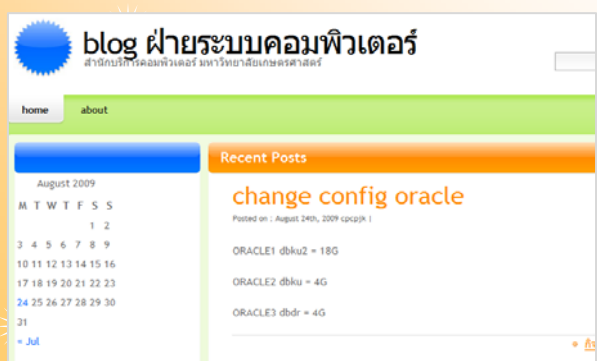 blog ฝ่ายระบบคอมพิวเตอร์
สำนักบริการคอมพิวเตอร์ มหาวิทยาลัยเกษตรศาสตร์
home about
Recent Posts
August 2009
M T W T F S S
1 2
3 4 5 6 7 8 9
10 11 12 13 14 15 16
17 18 19 20 21 22 23
24 25 26 27 28 29 30
31
« Jul
change config oracle
Posted on : August 24th, 2009 cpcpjk |
ORACLE1 dbku2 = 18G
ORACLE2 dbku = 4G
ORACLE3 dbdr = 4G